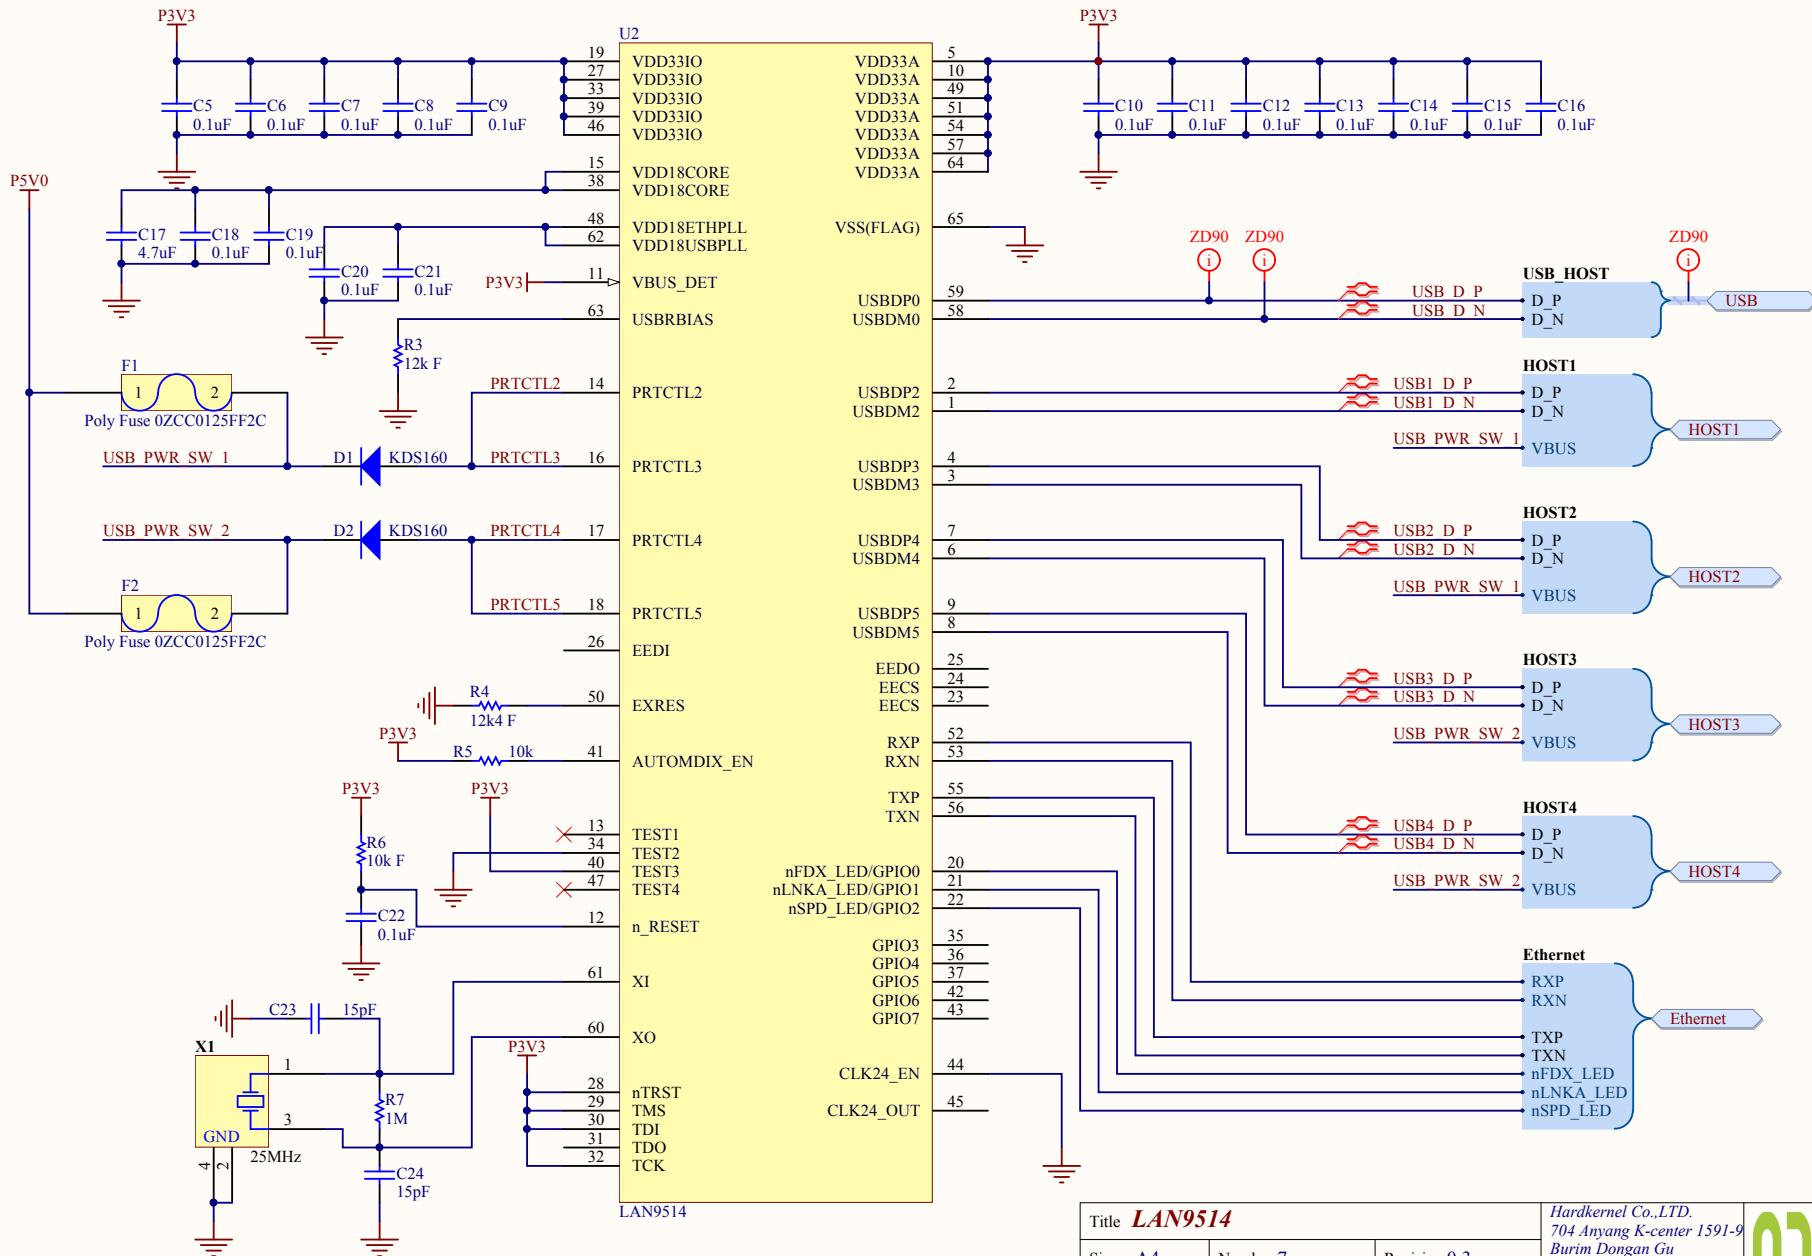 P3V3
C5
0.1uF
C6
0.1uF
C7
0.1uF
C8
0.1uF
C9
0.1uF
P5V0
C17
4.7uF
C18
0.1uF
C19
0.1uF
C20
0.1uF
C21
0.1uF
P3V3
R3
12k F
F1
1
2
Poly Fuse 0ZCC0125FF2C
USB_PWR_SW_1
D1
KDS160
PRTCTL2
PRTCTL3
USB_PWR_SW_2
D2
KDS160
PRTCTL4
PRTCTL5
F2
1
2
Poly Fuse 0ZCC0125FF2C
R4
12k4 F
P3V3
R5
10k
P3V3
P3V3
R6
10k F
C22
0.1uF
C23
15pF
X1
1
3
GND
4
2
25MHz
R7
1M
C24
15pF
P3V3
U2
19 VDD33IO
27 VDD33IO
33 VDD33IO
39 VDD33IO
46 VDD33IO
15 VDD18CORE
38 VDD18CORE
48 VDD18ETHPLL
62 VDD18USBPLL
11 VBUS_DET
63 USBRBIAS
14 PRTCTL2
16 PRTCTL3
17 PRTCTL4
18 PRTCTL5
26 EEDI
50 EXRES
41 AUTOMDIX_EN
13 TEST1
34 TEST2
40 TEST3
47 TEST4
12 n_RESET
61 XI
60 XO
28 nTRST
29 TMS
30 TDI
31 TDO
32 TCK
VDD33A 5
VDD33A 10
VDD33A 49
VDD33A 51
VDD33A 54
VDD33A 57
VDD33A 64
VSS(FLAG) 65
USBDP0 59
USBDM0 58
USBDP2 2
USBDM2 1
USBDP3 4
USBDM3 3
USBDP4 7
USBDM4 6
USBDP5 9
USBDM5 8
EEDO 25
EECS 24
EECS 23
RXP 52
RXN 53
TXP 55
TXN 56
nFDX_LED/GPIO0 20
nLNKA_LED/GPIO1 21
nSPD_LED/GPIO2 22
GPIO3 35
GPIO4 36
GPIO5 37
GPIO6 42
GPIO7 43
CLK24_EN 44
CLK24_OUT 45
LAN9514
P3V3
C10
0.1uF
C11
0.1uF
C12
0.1uF
C13
0.1uF
C14
0.1uF
C15
0.1uF
C16
0.1uF
ZD90
i
ZD90
i
ZD90
i
USB_HOST
USB_D_P D_P
USB_D_N D_N
USB
HOST1
USB1_D_P D_P
USB1_D_N D_N
USB_PWR_SW_1 VBUS
HOST1
HOST2
USB2_D_P D_P
USB2_D_N D_N
USB_PWR_SW_1 VBUS
HOST2
HOST3
USB3_D_P D_P
USB3_D_N D_N
USB_PWR_SW_2 VBUS
HOST3
HOST4
USB4_D_P D_P
USB4_D_N D_N
USB_PWR_SW_2 VBUS
HOST4
Ethernet
RXP
RXN
TXP
TXN
nFDX_LED
nLNKA_LED
nSPD_LED
Ethernet
Title LAN9514
Hardkernel Co.,LTD.
704 Anyang K-center 1591-9
Burim Dongan Gu